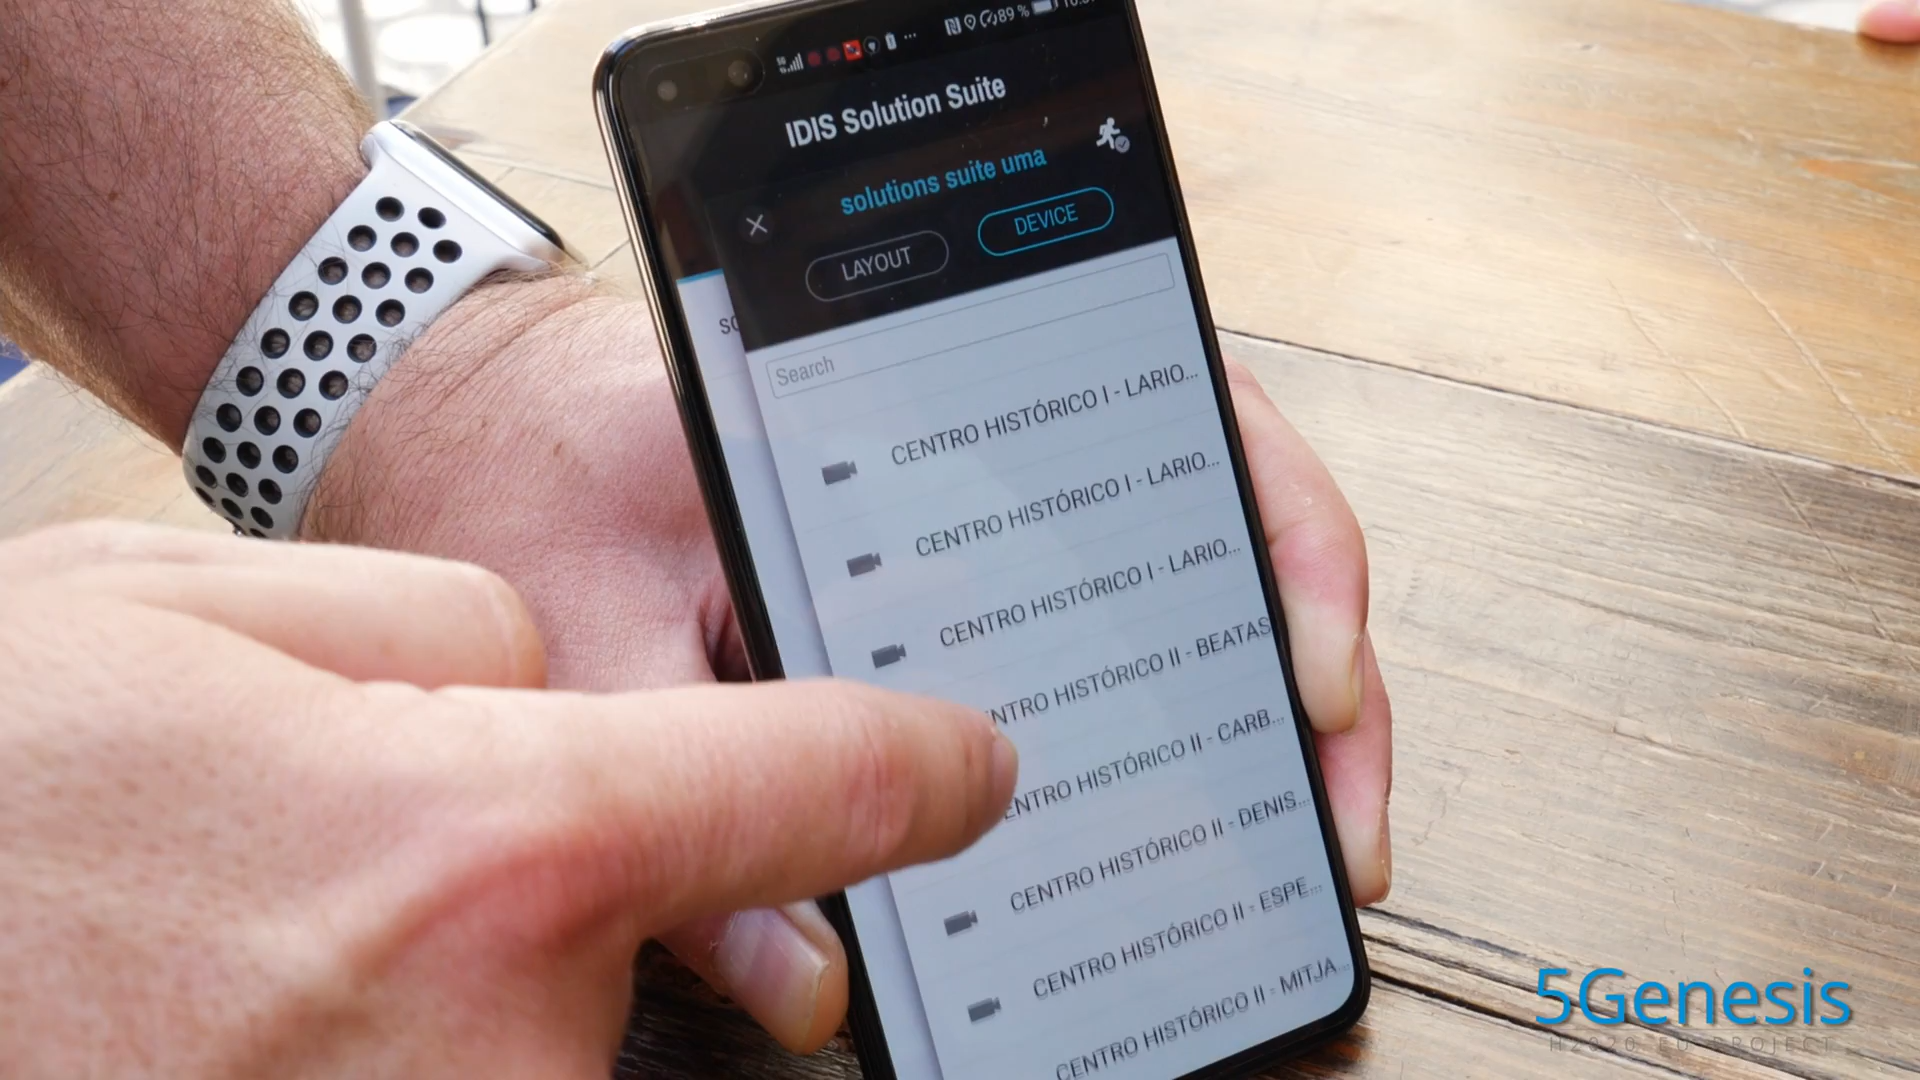 89 %
IDIS Solution Suite
solutions suite uma
LAYOUT
DEVICE
Search
CENTRO HISTÓRICO I - LARIO...
CENTRO HISTÓRICO I - LARIO...
CENTRO HISTÓRICO I - LARIO...
NTRO HISTÓRICO II - BEATAS
ENTRO HISTÓRICO II - CARB...
CENTRO HISTÓRICO II - DENIS...
CENTRO HISTÓRICO II - ESPE...
CENTRO HISTÓRICO II - MITJA...
5Genesis
H2020 EU PROJECT